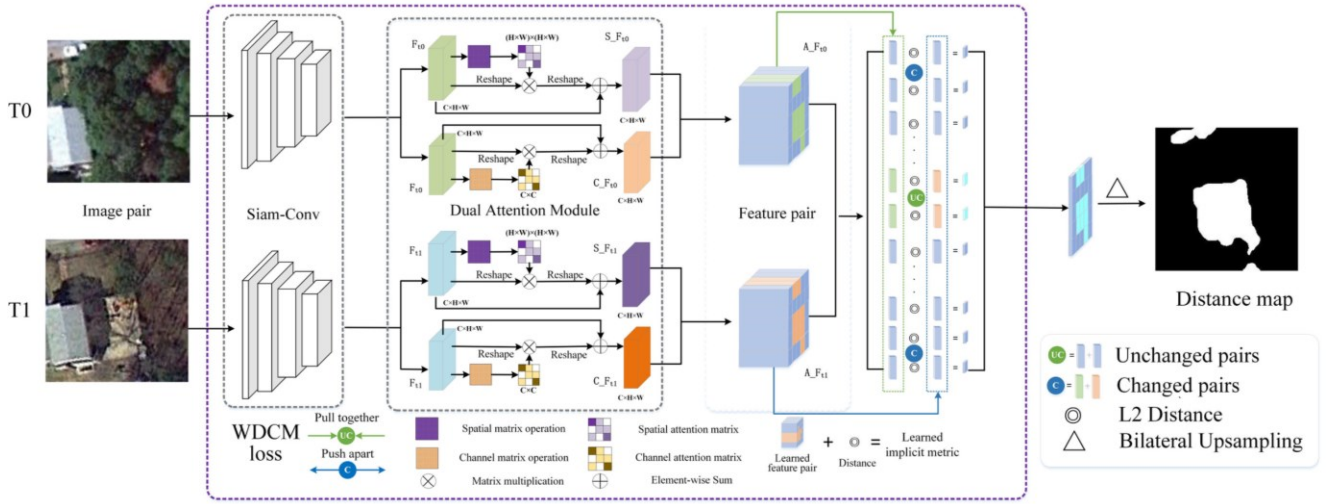 T0
Image pair
T1
Siam-Conv
F_t0
(H×W)×(H×W)
S_F_t0
Reshape
Reshape
C×H×W
C×H×W
C×H×W
Reshape
Reshape
F_t0
C×C
C_F_t0
C×H×W
Dual Attention Module
F_t1
(H×W)×(H×W)
S_F_t1
Reshape
Reshape
C×H×W
C×H×W
C×H×W
Reshape
Reshape
F_t1
C×C
C_F_t1
C×H×W
A_F_t0
Feature pair
A_F_t1
C
UC
C
= = = = = = = = =
Distance map
UC = + Unchanged pairs
C = + Changed pairs
L2 Distance
Bilateral Upsampling
WDCM
loss
Pull together
UC
Push apart
C
Spatial matrix operation
Channel matrix operation
Matrix multiplication
Spatial attention matrix
Channel attention matrix
Element-wise Sum
Learned
feature pair
+
Distance
=
Learned
implicit metric